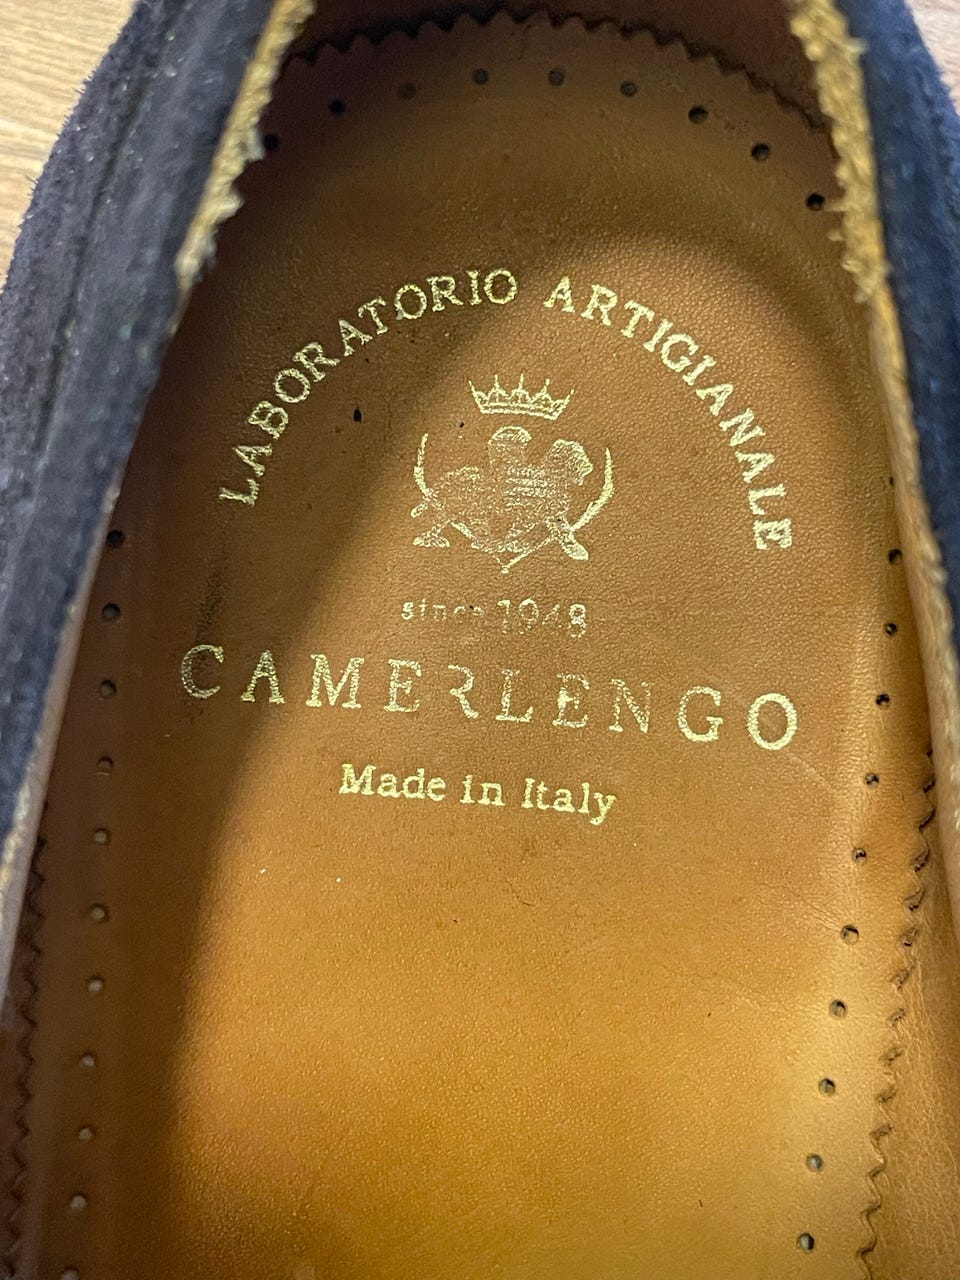 LABORATORIO ARTIGIANALE
since 1948
CAMERLENGO
Made in Italy